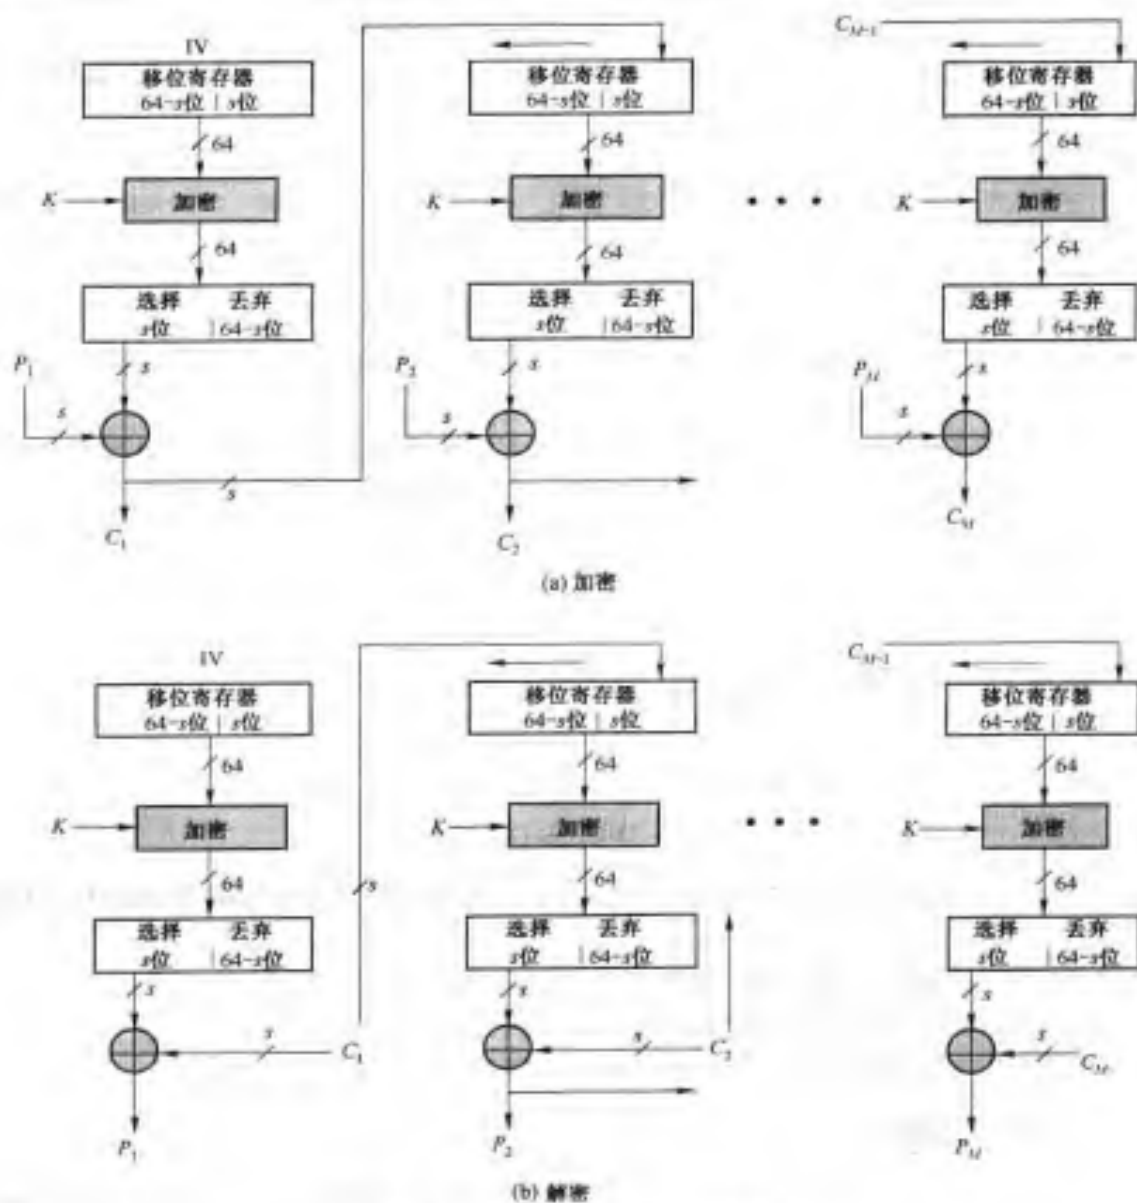 IV
移位寄存器
64-s位 | s位
64
K
加密
64
选择 丢弃
s位 | 64-s位
s
P₁
s
s
C₁
移位寄存器
64-s位 | s位
64
K
加密
64
选择 丢弃
s位 | 64-s位
s
P₂
s
C₂
• • •
移位寄存器
64-s位 | s位
64
K
加密
64
选择 丢弃
s位 | 64-s位
s
s
(a) 加密
IV
移位寄存器
64-s位 | s位
64
K
加密
64
选择 丢弃
s位 | 64-s位
s
s
s
C₁
P₁
移位寄存器
64-s位 | s位
64
K
加密
64
选择 丢弃
s位 | 64-s位
s
s
C₂
P₂
• • •
移位寄存器
64-s位 | s位
64
K
加密
64
选择 丢弃
s位 | 64-s位
s
s
(b) 解密